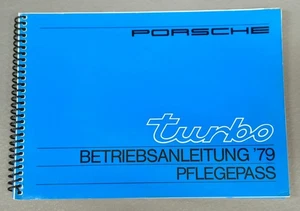 PORSCHE
turbo
BETRIEBSANLEITUNG '79
PFLEGEPASS